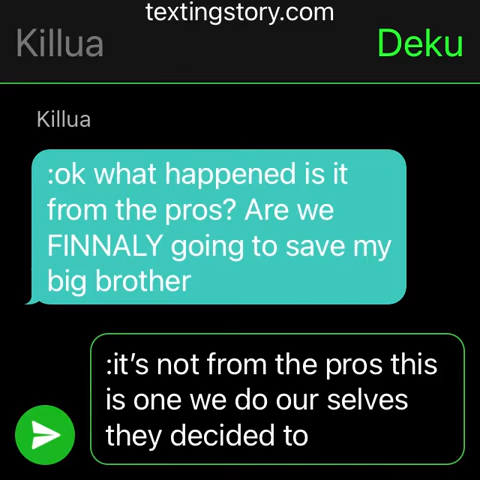 textingstory.com
Killua
Deku
Killua
:ok what happened is it
from the pros? Are we
FINNALY going to save my
big brother
:it’s not from the pros this
is one we do our selves
they decided to